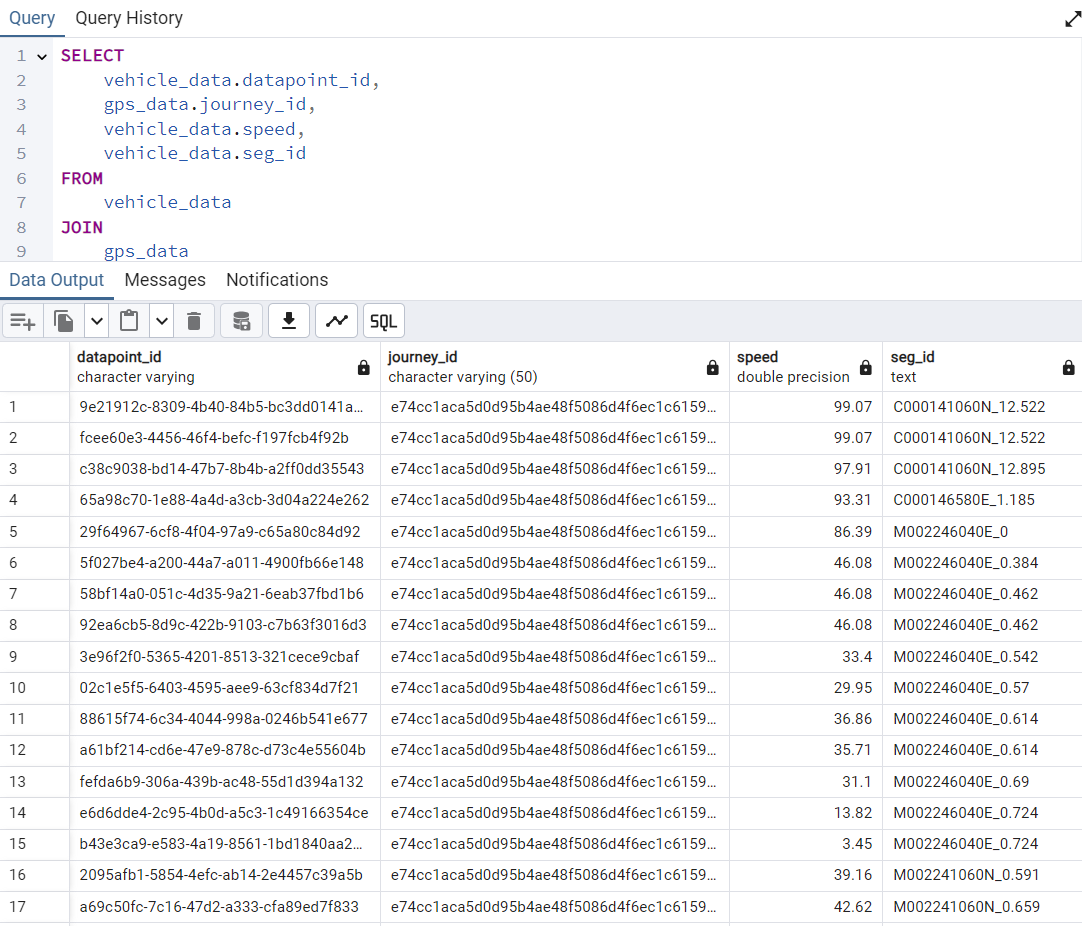 Query Query History
1 SELECT
2 vehicle_data.datapoint_id,
3 gps_data.journey_id,
4 vehicle_data.speed,
5 vehicle_data.seg_id
6 FROM
7 vehicle_data
8 JOIN
9 gps_data
Data Output Messages Notifications
SQL
datapoint_id journey_id speed seg_id
character varying character varying (50) double precision text
1 9e21912c-8309-4b40-84b5-bc3dd0141a... e74cc1aca5d0d95b4ae48f5086d4f6ec1c6159... 99.07 C000141060N_12.522
2 fcee60e3-4456-46f4-befc-f197fcb4f92b e74cc1aca5d0d95b4ae48f5086d4f6ec1c6159... 99.07 C000141060N_12.522
3 c38c9038-bd14-47b7-8b4b-a2ff0dd35543 e74cc1aca5d0d95b4ae48f5086d4f6ec1c6159... 97.91 C000141060N_12.895
4 65a98c70-1e88-4a4d-a3cb-3d04a224e262 e74cc1aca5d0d95b4ae48f5086d4f6ec1c6159... 93.31 C000146580E_1.185
5 29f64967-6cf8-4f04-97a9-c65a80c84d92 e74cc1aca5d0d95b4ae48f5086d4f6ec1c6159... 86.39 M002246040E_0
6 5f027be4-a200-44a7-a011-4900fb66e148 e74cc1aca5d0d95b4ae48f5086d4f6ec1c6159... 46.08 M002246040E_0.384
7 58bf14a0-051c-4d35-9a21-6eab37fbd1b6 e74cc1aca5d0d95b4ae48f5086d4f6ec1c6159... 46.08 M002246040E_0.462
8 92ea6cb5-8d9c-422b-9103-c7b63f3016d3 e74cc1aca5d0d95b4ae48f5086d4f6ec1c6159... 46.08 M002246040E_0.462
9 3e96f2f0-5365-4201-8513-321cece9cbaf e74cc1aca5d0d95b4ae48f5086d4f6ec1c6159... 33.4 M002246040E_0.542
10 02c1e5f5-6403-4595-aee9-63cf834d7f21 e74cc1aca5d0d95b4ae48f5086d4f6ec1c6159... 29.95 M002246040E_0.57
11 88615f74-6c34-4044-998a-0246b541e677 e74cc1aca5d0d95b4ae48f5086d4f6ec1c6159... 36.86 M002246040E_0.614
12 a61bf214-cd6e-47e9-878c-d73c4e55604b e74cc1aca5d0d95b4ae48f5086d4f6ec1c6159... 35.71 M002246040E_0.614
13 fefda6b9-306a-439b-ac48-55d1d394a132 e74cc1aca5d0d95b4ae48f5086d4f6ec1c6159... 31.1 M002246040E_0.69
14 e6d6dde4-2c95-4b0d-a5c3-1c49166354ce e74cc1aca5d0d95b4ae48f5086d4f6ec1c6159... 13.82 M002246040E_0.724
15 b43e3ca9-e583-4a19-8561-1bd1840aa2... e74cc1aca5d0d95b4ae48f5086d4f6ec1c6159... 3.45 M002246040E_0.724
16 2095afb1-5854-4efc-ab14-2e4457c39a5b e74cc1aca5d0d95b4ae48f5086d4f6ec1c6159... 39.16 M002241060N_0.591
17 a69c50fc-7c16-47d2-a333-cfa89ed7f833 e74cc1aca5d0d95b4ae48f5086d4f6ec1c6159... 42.62 M002241060N_0.659